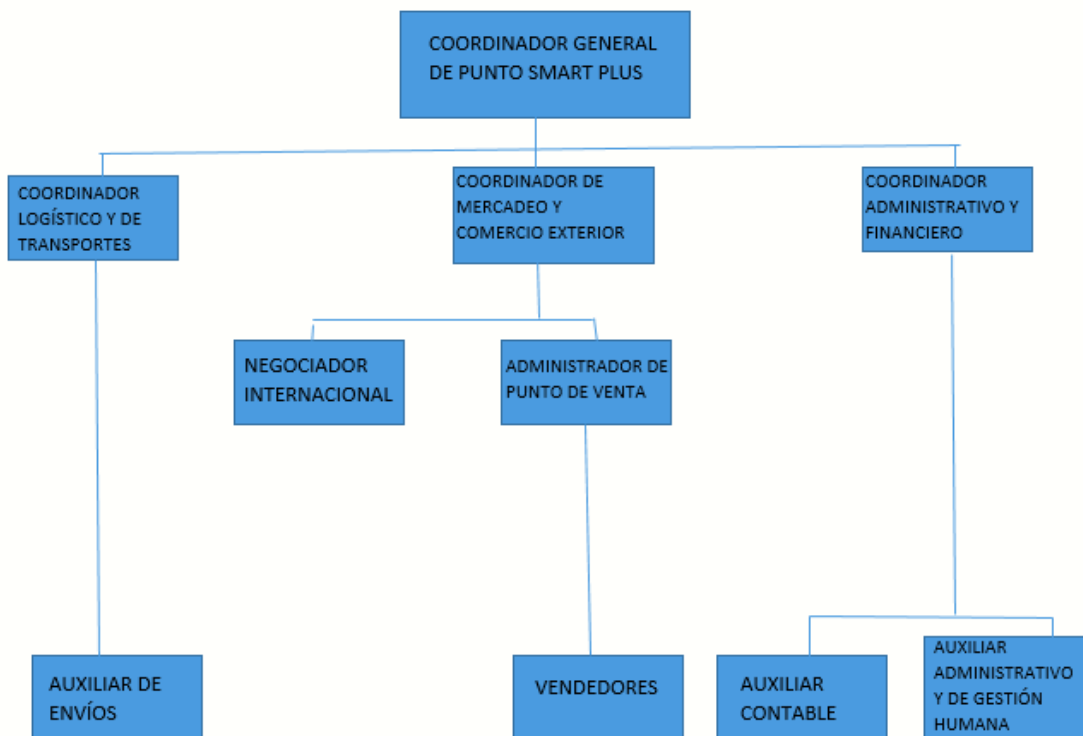 COORDINADOR GENERAL
DE PUNTO SMART PLUS
COORDINADOR
LOGÍSTICO Y DE
TRANSPORTES
COORDINADOR DE
MERCADEO Y
COMERCIO EXTERIOR
COORDINADOR
ADMINISTRATIVO Y
FINANCIERO
NEGOCIADOR
INTERNACIONAL
ADMINISTRADOR DE
PUNTO DE VENTA
AUXILIAR DE
ENVÍOS
VENDEDORES
AUXILIAR
CONTABLE
AUXILIAR
ADMINISTRATIVO
Y DE GESTIÓN
HUMANA